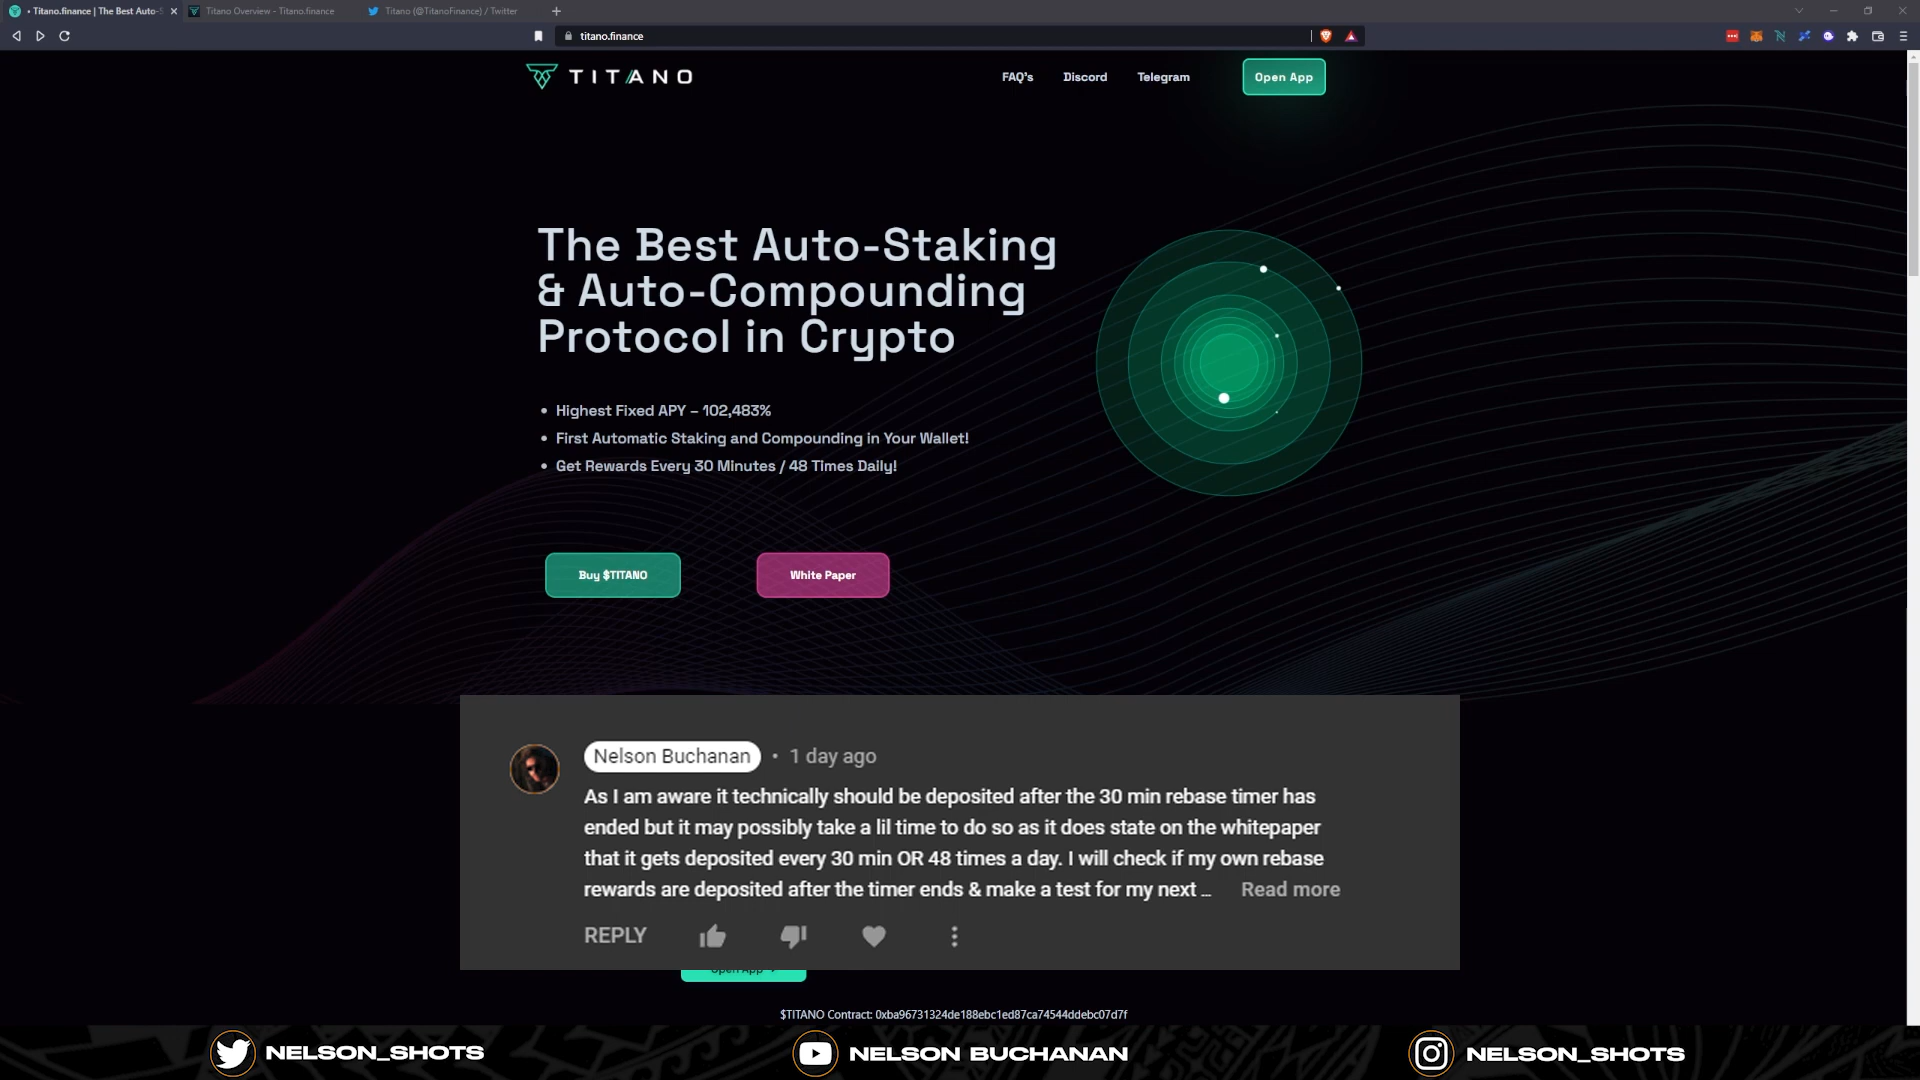 Titano.finance | The Best Auto-S
Titano Overview - Titano.finance
Titano (@TitanoFinance) / Twitter
titano.finance
TITANO
FAQ's
Discord
Telegram
Open App
The Best Auto-Staking
& Auto-Compounding
Protocol in Crypto
• Highest Fixed APY – 102,483%
• First Automatic Staking and Compounding in Your Wallet!
• Get Rewards Every 30 Minutes / 48 Times Daily!
Buy $TITANO
White Paper
Nelson Buchanan • 1 day ago
As I am aware it technically should be deposited after the 30 min rebase timer has
ended but it may possibly take a lil time to do so as it does state on the whitepaper
that it gets deposited every 30 min OR 48 times a day. I will check if my own rebase
rewards are deposited after the timer ends & make a test for my next ... Read more
REPLY
Open App
$TITANO Contract: 0xba96731324de188ebc1ed87ca74544ddebc07d7f
NELSON_SHOTS
NELSON BUCHANAN
NELSON_SHOTS